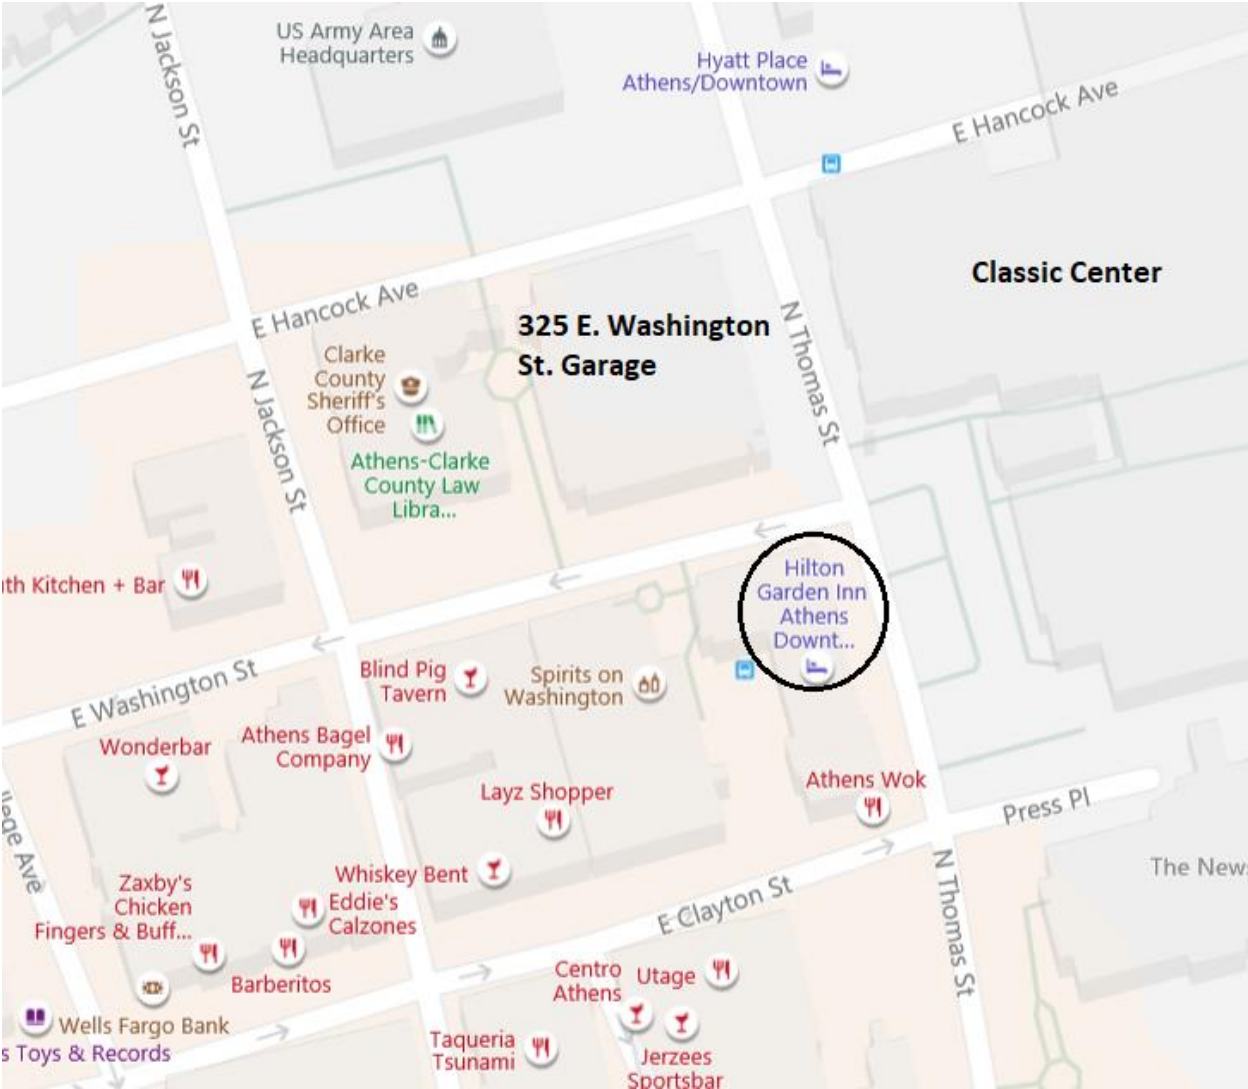 N Jackson St
US Army Area
Headquarters
Hyatt Place
Athens/Downtown
E Hancock Ave
Classic Center
E Hancock Ave
325 E. Washington
St. Garage
N Thomas St
Clarke
County
Sheriff's
Office
N Jackson St
Athens-Clarke
County Law
Libra...
Hilton
Garden Inn
Athens
Downt...
th Kitchen + Bar
Blind Pig
Tavern
Spirits on
Washington
E Washington St
Wonderbar
Athens Bagel
Company
Layz Shopper
Athens Wok
Press Pl
llege Ave
Whiskey Bent
Zaxby's
Chicken
Fingers & Buff...
Eddie's
Calzones
E Clayton St
The News
N Thomas St
Barberitos
Centro
Athens
Utage
Wells Fargo Bank
s Toys & Records
Taqueria
Tsunami
Jerzees
Sportsbar